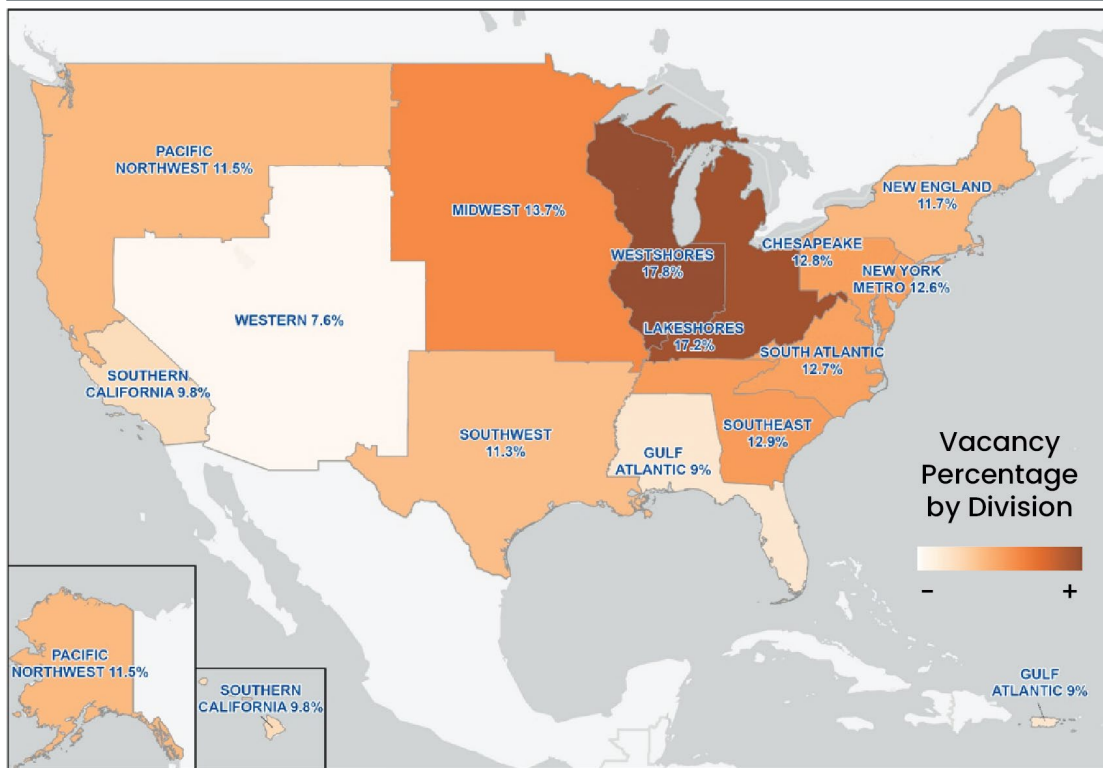 PACIFIC
NORTHWEST 11.5%
MIDWEST 13.7%
NEW ENGLAND
11.7%
WESTSHORES
17.8%
CHESAPEAKE
12.8%
NEW YORK
METRO 12.6%
WESTERN 7.6%
LAKESHORES
17.2%
SOUTH ATLANTIC
12.7%
SOUTHERN
CALIFORNIA 9.8%
SOUTHWEST
11.3%
GULF
ATLANTIC 9%
SOUTHEAST
12.9%
Vacancy
Percentage
by Division
- +
PACIFIC
NORTHWEST 11.5%
SOUTHERN
CALIFORNIA 9.8%
GULF
ATLANTIC 9%